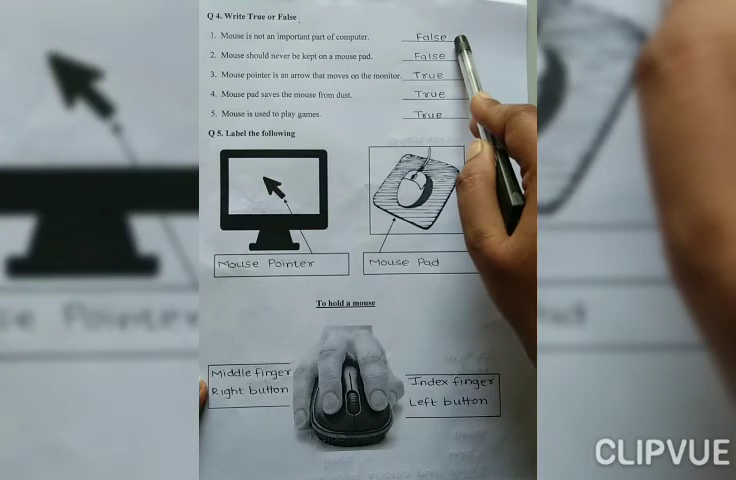 Q 4. Write True or False
1. Mouse is not an important part of computer. False
2. Mouse should never be kept on a mouse pad. False
3. Mouse pointer is an arrow that moves on the monitor. True
4. Mouse pad saves the mouse from dust. True
5. Mouse is used to play games. True
Q 5. Label the following
Mouse Pointer
Mouse Pad
To hold a mouse
Middle finger
Right button
Index finger
Left button
CLIPVUE